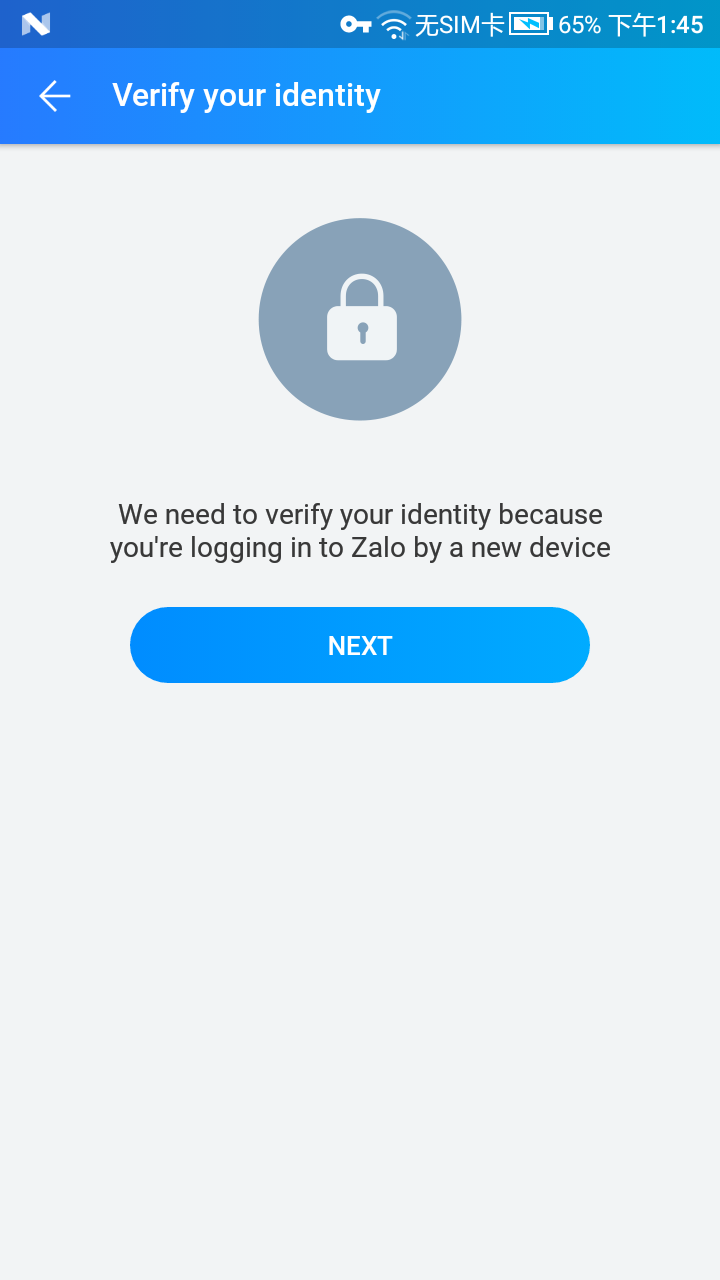 无SIM卡 65% 下午1:45
Verify your identity
We need to verify your identity because
you're logging in to Zalo by a new device
NEXT